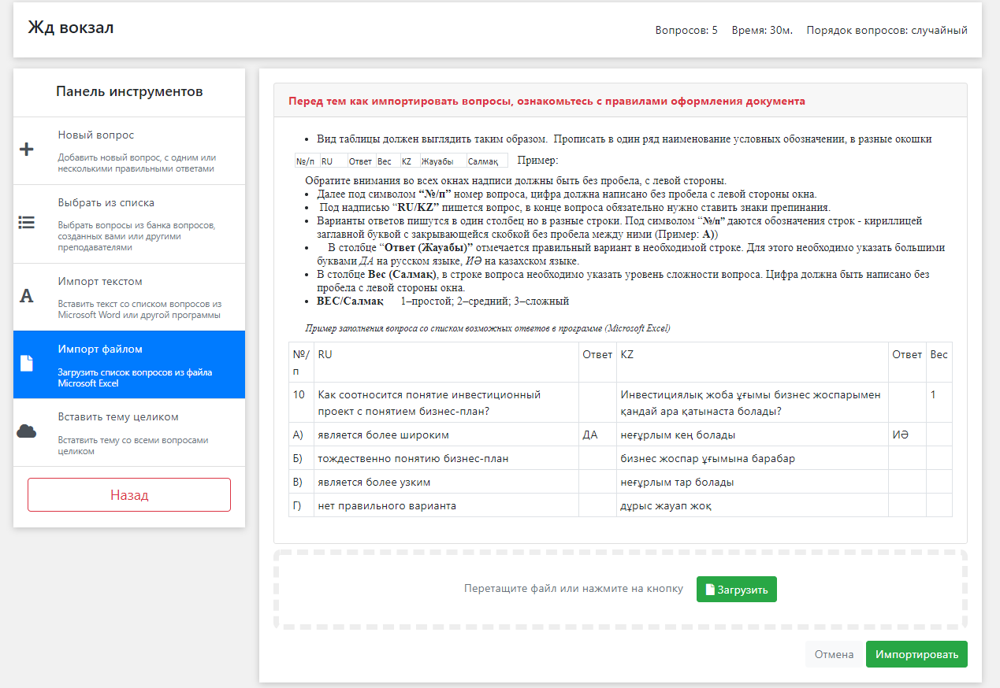 Жд вокзал
Вопросов: 5 Время: 30м. Порядок вопросов: случайный
Панель инструментов
Новый вопрос
Добавить новый вопрос, с одним или
несколькими правильными ответами
Выбрать из списка
Выбрать вопросы из банка вопросов,
созданных вами или другими
преподавателями
Импорт текстом
Вставить текст со списком вопросов из
Microsoft Word или другой программы
Импорт файлом
Загрузить список вопросов из файла
Microsoft Excel
Вставить тему целиком
Встатвить тему со всеми вопросами
целиком
Назад
Перед тем как импортировать вопросы, ознакомьтесь с правилами оформления документа
• Вид таблицы должен выглядить таким образом. Прописать в один ряд наименование условных обозначении, в разные окошки
№/п RU Ответ Вес KZ Жауабы Салмақ Пример:
Обратите внимания во всех окнах надписи должны быть без пробела, с левой стороны.
• Далее под символом “№/п” номер вопроса, цифра должна написано без пробела с левой стороны окна.
• Под надписью “RU/KZ” пишется вопрос, в конце вопроса обязательно нужно ставить знаки препинания.
• Варианты ответов пишутся в один столбец но в разные строки. Под символом “№/п” даются обозначения строк - кириллицей
заглавной буквой с закрывающейся скобкой без пробела между ними (Пример: А))
• В столбце “Ответ (Жауабы)” отмечается правильный вариант в необходимой строке. Для этого необходимо указать большими
буквами ДА на русском языке, ИӘ на казахском языке.
• В столбце Вес (Салмақ), в строке вопроса необходимо указать уровень сложности вопроса. Цифра должна быть написано без
пробела с левой стороны окна.
• ВЕС/Салмақ 1–простой; 2–средний; 3–сложный
Пример заполнения вопроса со списком возможных ответов в программе (Microsoft Excel)
№/п RU Ответ KZ Ответ Вес
10 Как соотносится понятие инвестиционный Инвестициялық жоба ұғымы бизнес жоспарымен 1
проект с понятием бизнес-план? қандай ара қатынаста болады?
А) является более широким ДА неғұрлым кең болады ИӘ
Б) тождественно понятию бизнес-план бизнес жоспар ұғымына барабар
В) является более узким неғұрлым тар болады
Г) нет правильного варианта дұрыс жауап жоқ
Перетащите файл или нажмите на кнопку Загрузить
Отмена Импортировать